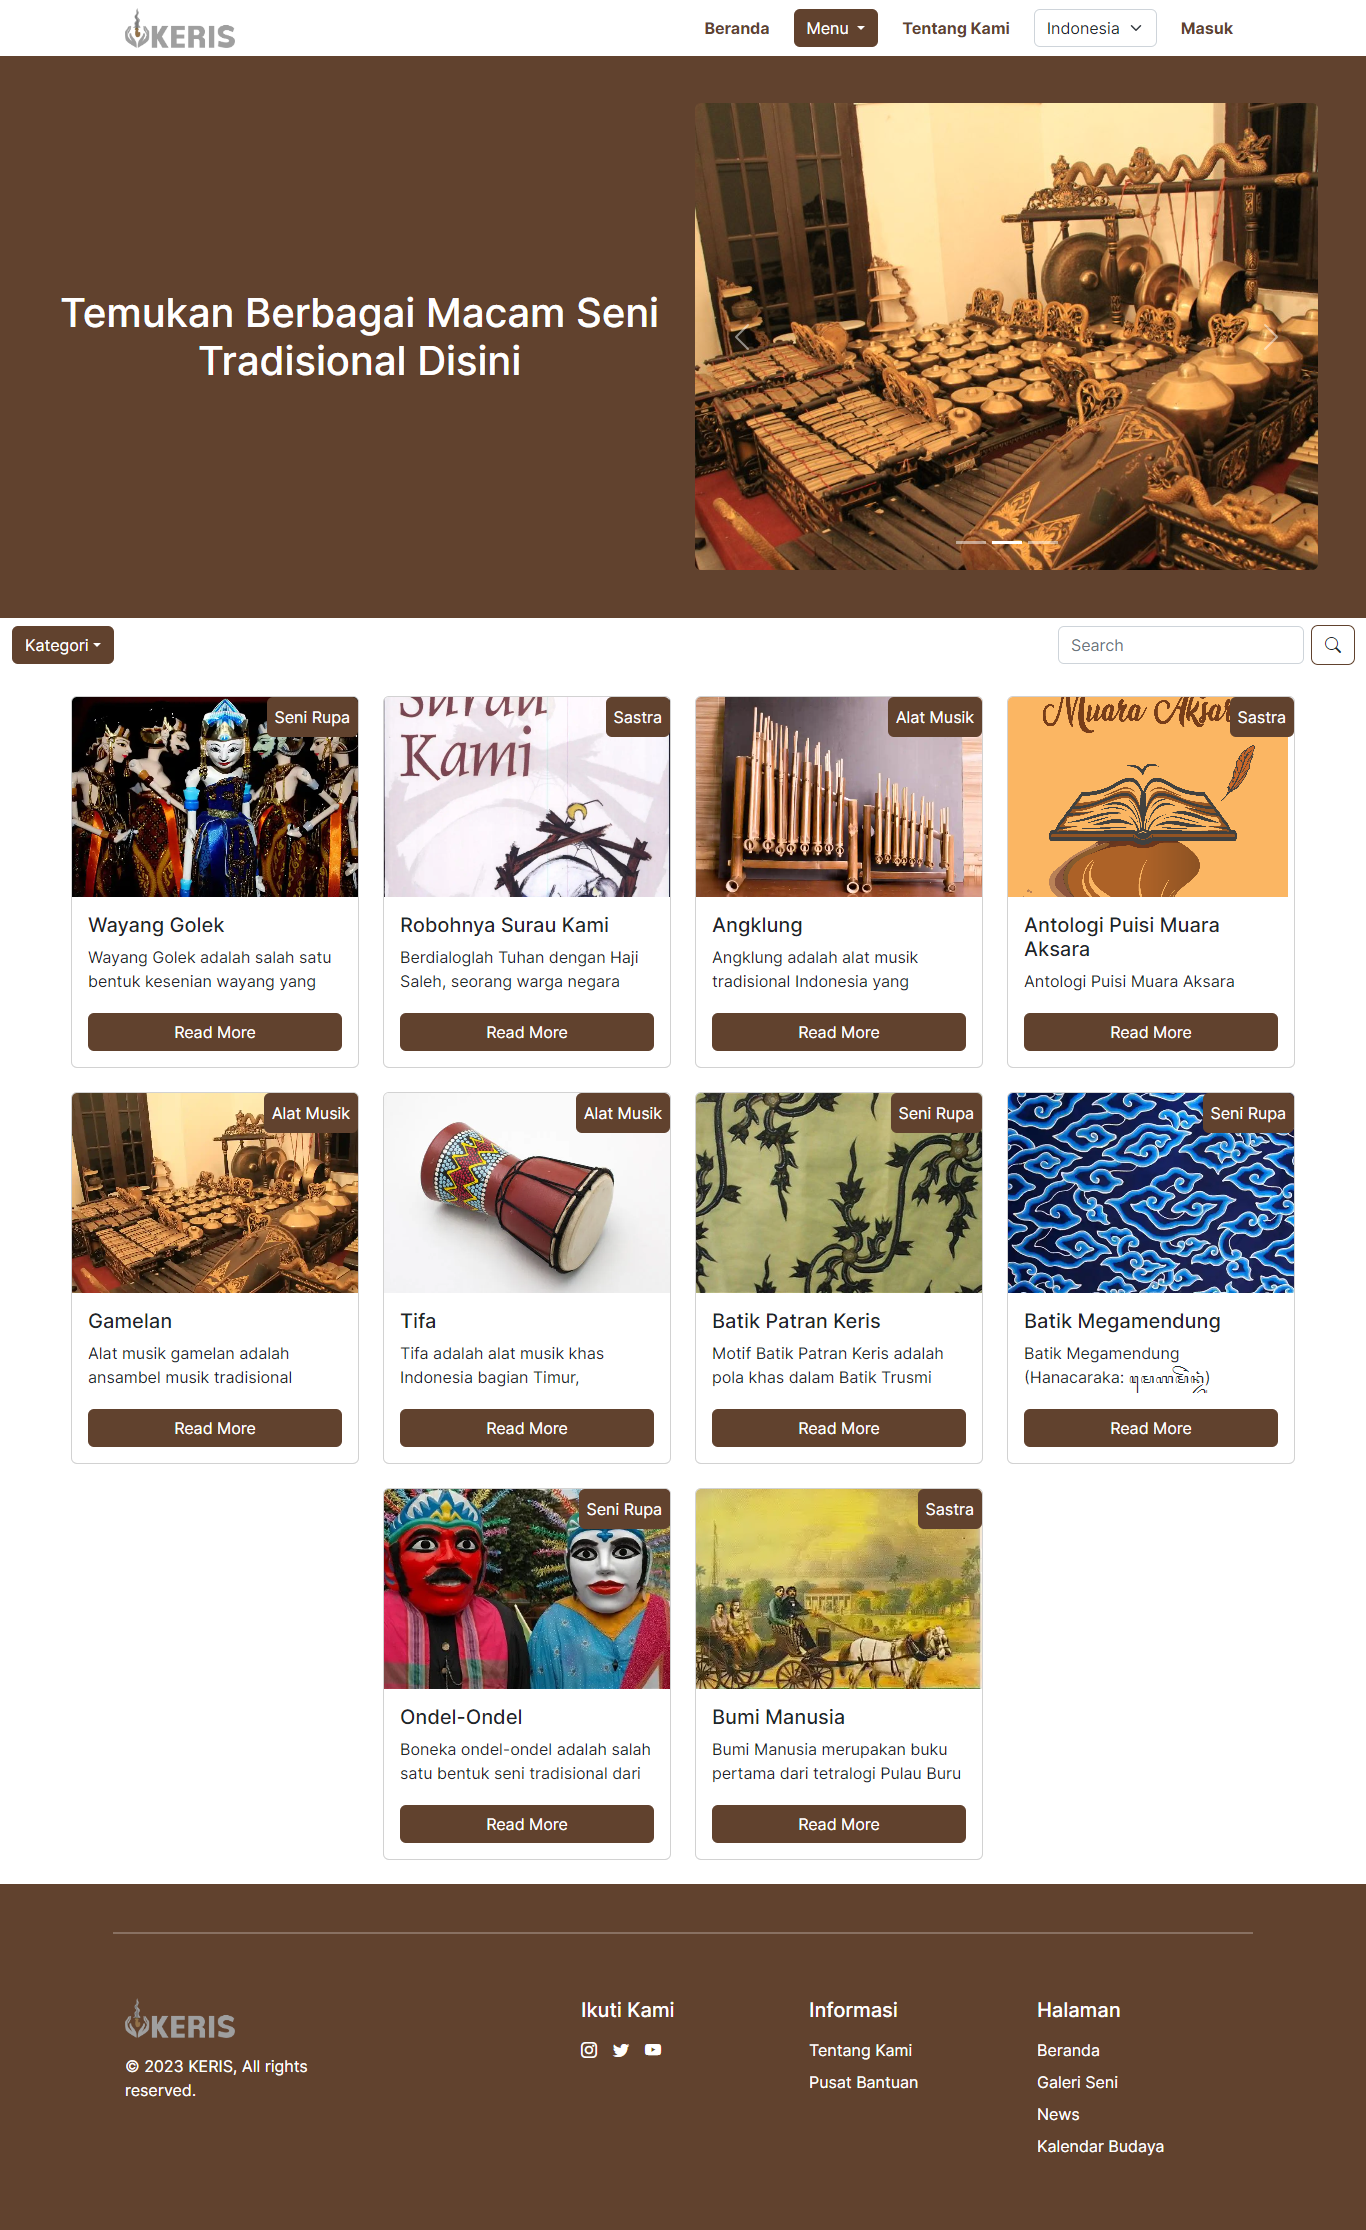 KERIS
Beranda
Menu
Tentang Kami
Indonesia
Masuk
Temukan Berbagai Macam Seni
Tradisional Disini
Kategori
Search
Seni Rupa
Wayang Golek
Wayang Golek adalah salah satu
bentuk kesenian wayang yang
Read More
Sastra
Surau
Kami
Robohnya Surau Kami
Berdialoglah Tuhan dengan Haji
Saleh, seorang warga negara
Read More
Alat Musik
Angklung
Angklung adalah alat musik
tradisional Indonesia yang
Read More
Sastra
Muara Aksar
Antologi Puisi Muara
Aksara
Antologi Puisi Muara Aksara
Read More
Alat Musik
Gamelan
Alat musik gamelan adalah
ansambel musik tradisional
Read More
Alat Musik
Tifa
Tifa adalah alat musik khas
Indonesia bagian Timur,
Read More
Seni Rupa
Batik Patran Keris
Motif Batik Patran Keris adalah
pola khas dalam Batik Trusmi
Read More
Seni Rupa
Batik Megamendung
Batik Megamendung
(Hanacaraka: )
Read More
Seni Rupa
Ondel-Ondel
Boneka ondel-ondel adalah salah
satu bentuk seni tradisional dari
Read More
Sastra
Bumi Manusia
Bumi Manusia merupakan buku
pertama dari tetralogi Pulau Buru
Read More
KERIS
© 2023 KERIS, All rights
reserved.
Ikuti Kami
Informasi
Tentang Kami
Pusat Bantuan
Halaman
Beranda
Galeri Seni
News
Kalendar Budaya